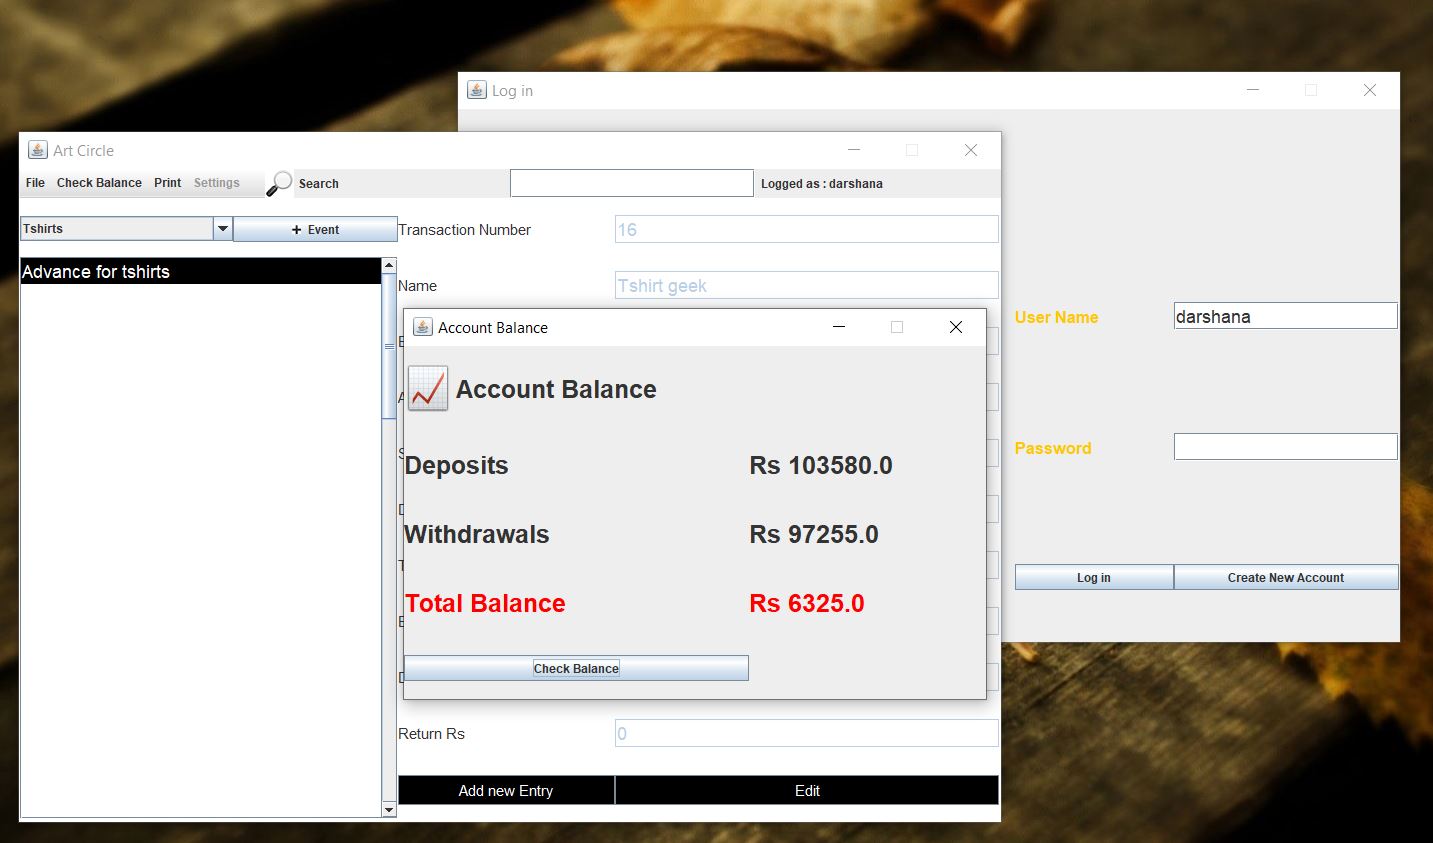 Log in
Art Circle
File Check Balance Print Settings Search Logged as : darshana
Tshirts + Event Transaction Number 16
Advance for tshirts
Name Tshirt geek
Account Balance
Account Balance
Deposits Rs 103580.0
Withdrawals Rs 97255.0
Total Balance Rs 6325.0
Check Balance
Return Rs 0
Add new Entry Edit
User Name darshana
Password
Log in Create New Account